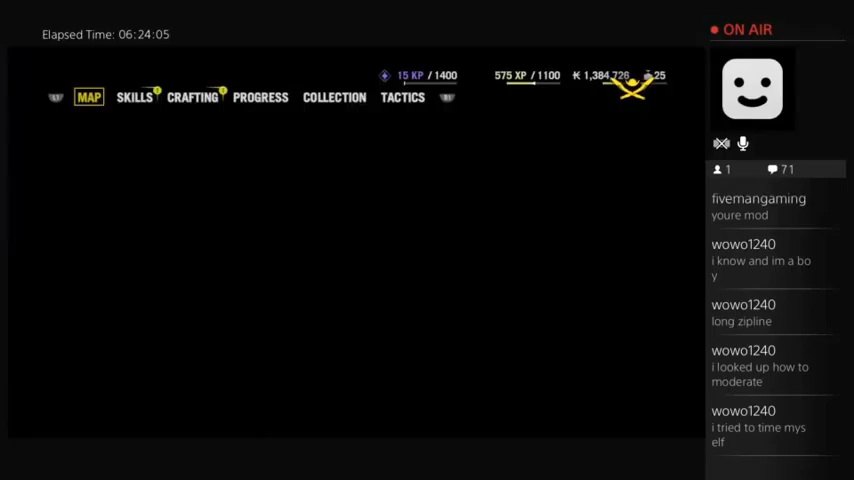 Elapsed Time: 06:24:05
ON AIR
15 KP / 1400
575 XP / 1100
1,384,726
25
L1 MAP SKILLS CRAFTING PROGRESS COLLECTION TACTICS R1
1 71
fivemangaming
youre mod
wowo1240
i know and im a bo
y
wowo1240
long zipline
wowo1240
i looked up how to
moderate
wowo1240
i tried to time mys
elf